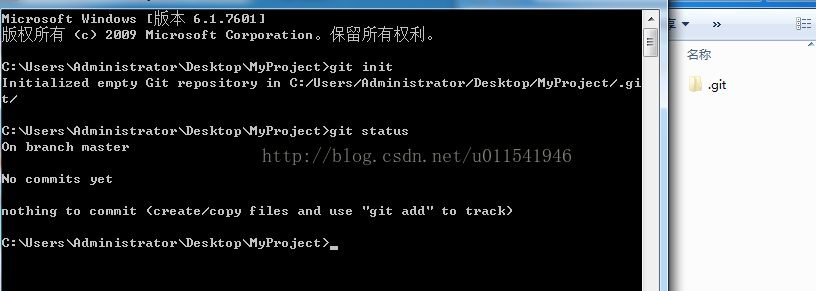 Microsoft Windows [版本 6.1.7601]
版权所有 (c) 2009 Microsoft Corporation。保留所有权利。
C:\Users\Administrator\Desktop\MyProject>git init
Initialized empty Git repository in C:/Users/Administrator/Desktop/MyProject/.gi
t/
C:\Users\Administrator\Desktop\MyProject>git status
On branch master
http://blog.csdn.net/u011541946
No commits yet
nothing to commit (create/copy files and use "git add" to track)
C:\Users\Administrator\Desktop\MyProject>_
享
»
名称
.git